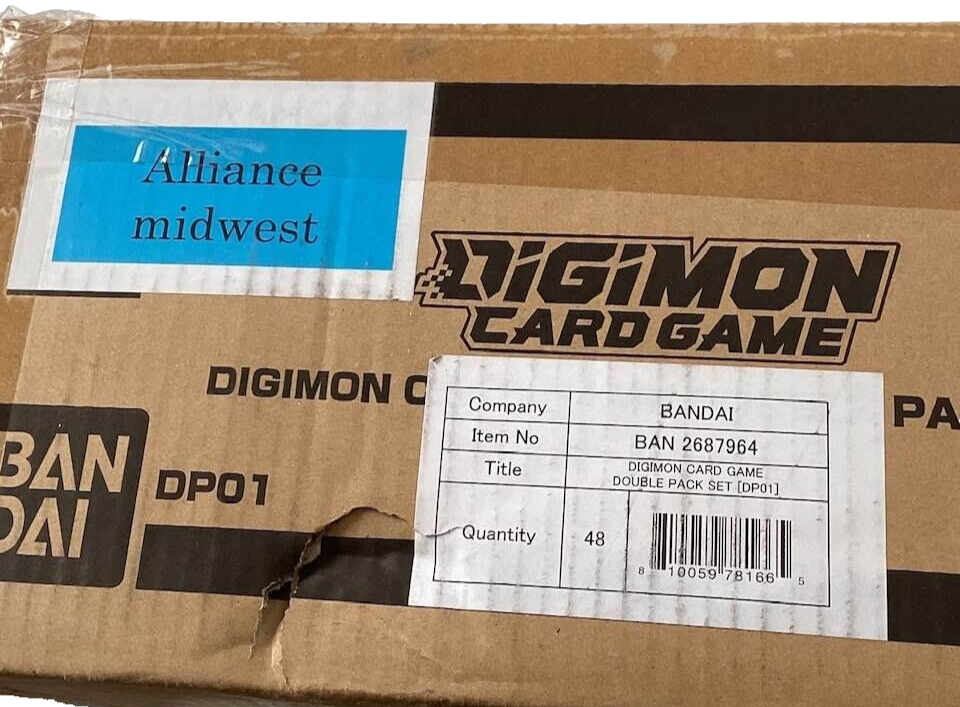 Alliance
midwest
DIGIMON
CARD GAME
DIGIMON
PA
BAN
DAI
DP01
Company BANDAI
Item No BAN 2687964
Title DIGIMON CARD GAME
DOUBLE PACK SET [DP01]
Quantity 48
8 10059 78166 5